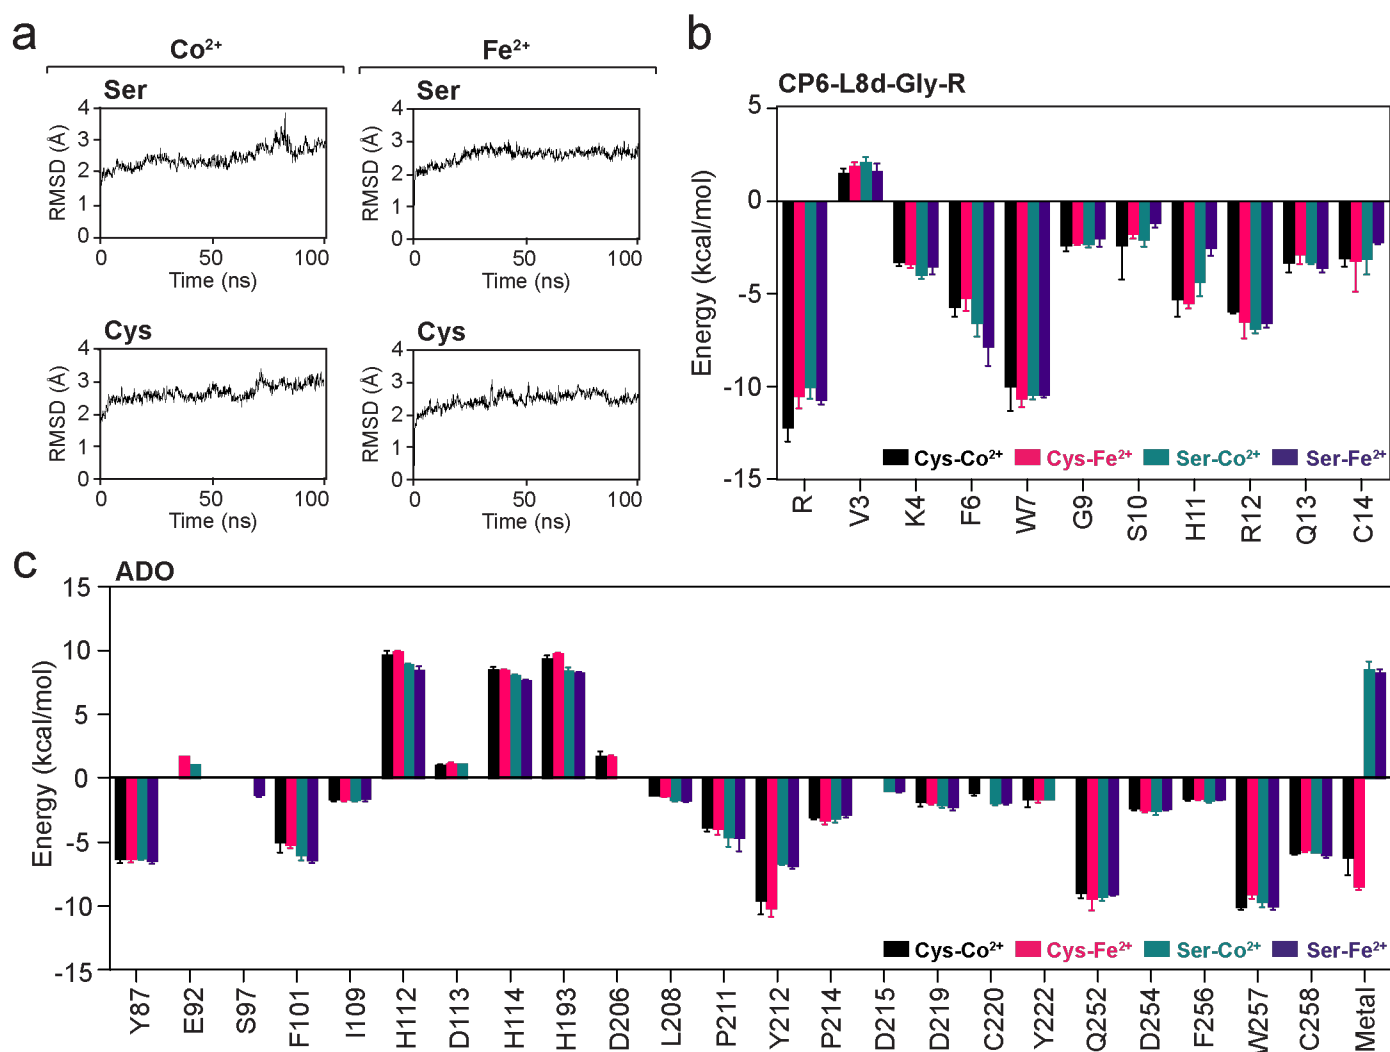 a
Co²⁺
Fe²⁺
Ser
4
3
2
1
0
RMSD (Å)
0
50
100
Time (ns)
Ser
4
3
2
1
0
RMSD (Å)
0
50
100
Time (ns)
Cys
4
3
2
1
0
RMSD (Å)
0
50
100
Time (ns)
Cys
4
3
2
1
0
RMSD (Å)
0
50
100
Time (ns)
b
CP6-L8d-Gly-R
5
0
-5
-10
-15
Energy (kcal/mol)
Cys-Co²⁺ Cys-Fe²⁺ Ser-Co²⁺ Ser-Fe²⁺
R V3 K4 F6 W7 G9 S10 H11 R12 Q13 C14
c
ADO
15
10
5
0
-5
-10
-15
Energy (kcal/mol)
Cys-Co²⁺ Cys-Fe²⁺ Ser-Co²⁺ Ser-Fe²⁺
Y87 E92 S97 F101 I109 H112 D113 H114 H193 D206 L208 P211 Y212 P214 D215 D219 C220 Y222 Q252 D254 F256 W257 C258 Metal